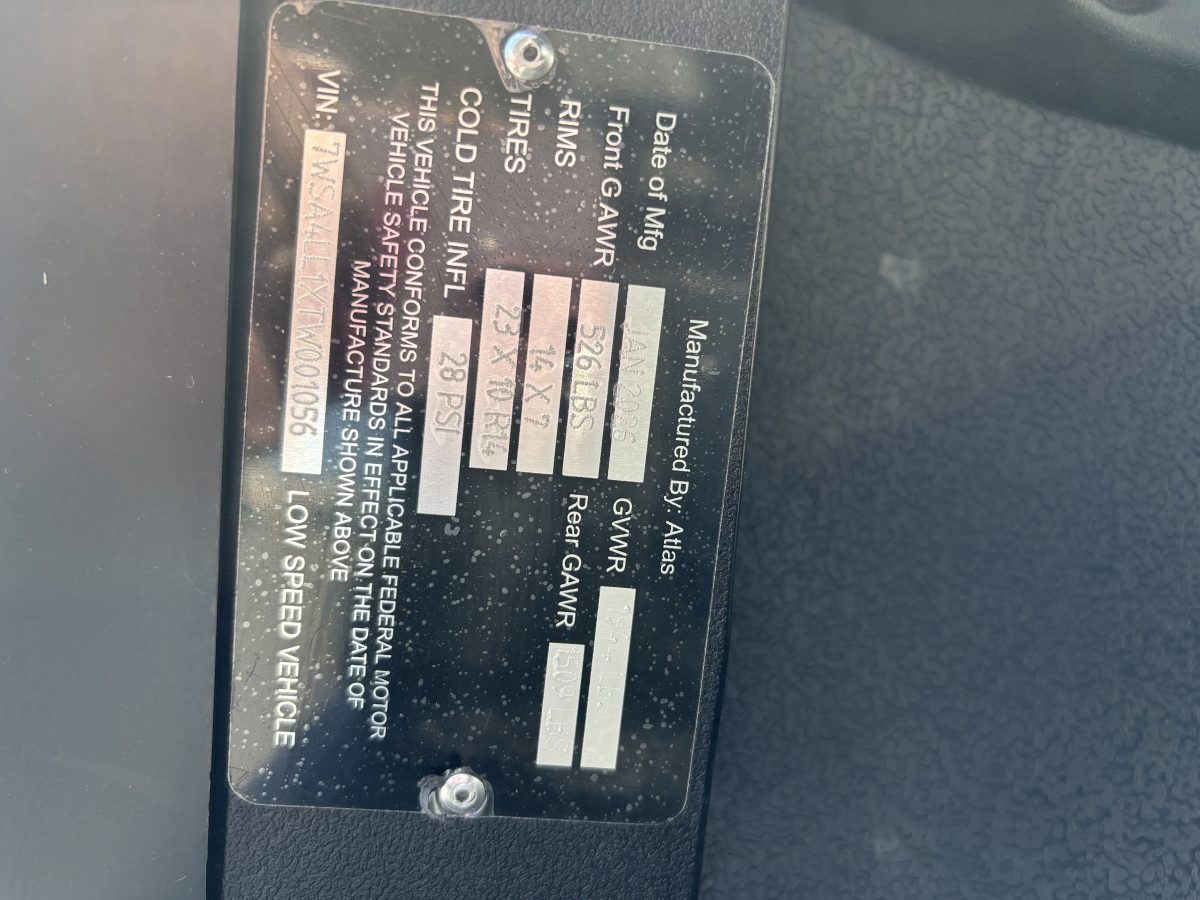 Manufactured By: Atlas
Date of Mfg JAN 2026 GVWR
Front G AWR 526 LBS Rear GAWR 1509 LBS
RIMS 14 X 7
TIRES 23 X 10 R14
COLD TIRE INFL 28 PSI
THIS VEHICLE CONFORMS TO ALL APPLICABLE FEDERAL MOTOR
VEHICLE SAFETY STANDARDS IN EFFECT ON THE DATE OF
MANUFACTURE SHOWN ABOVE
VIN: 7WSA4LL1XTW001056 LOW SPEED VEHICLE